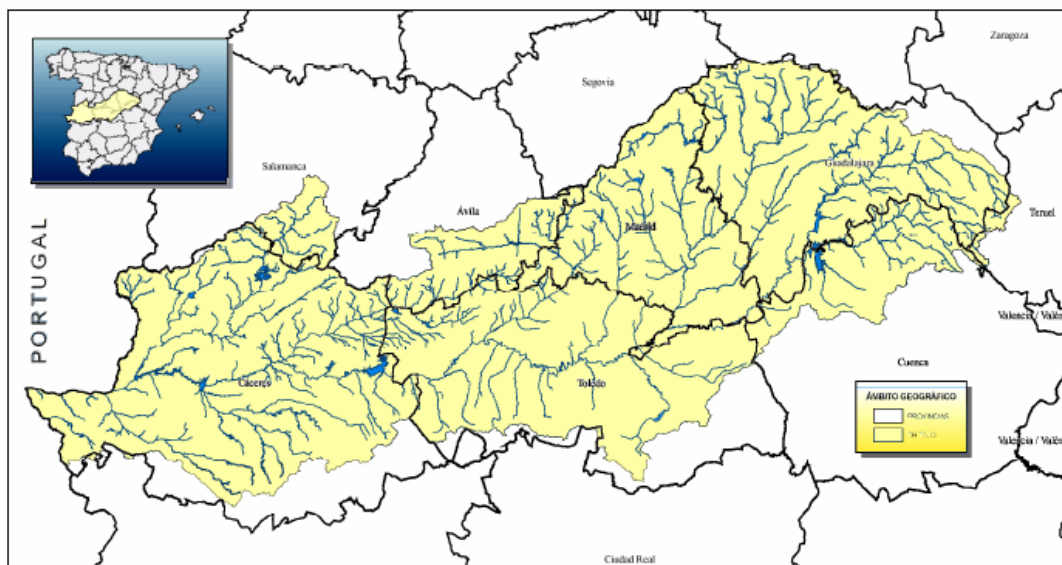 Zaragoza
Segovia
Salamanca
Guadalajara
Ávila
Teruel
Madrid
PORTUGAL
Valencia / Valè
Cuenca
Cáceres
Toledo
ÁMBITO GEOGRÁFICO
PROVINCIAS
Valencia / Valè
Ciudad Real